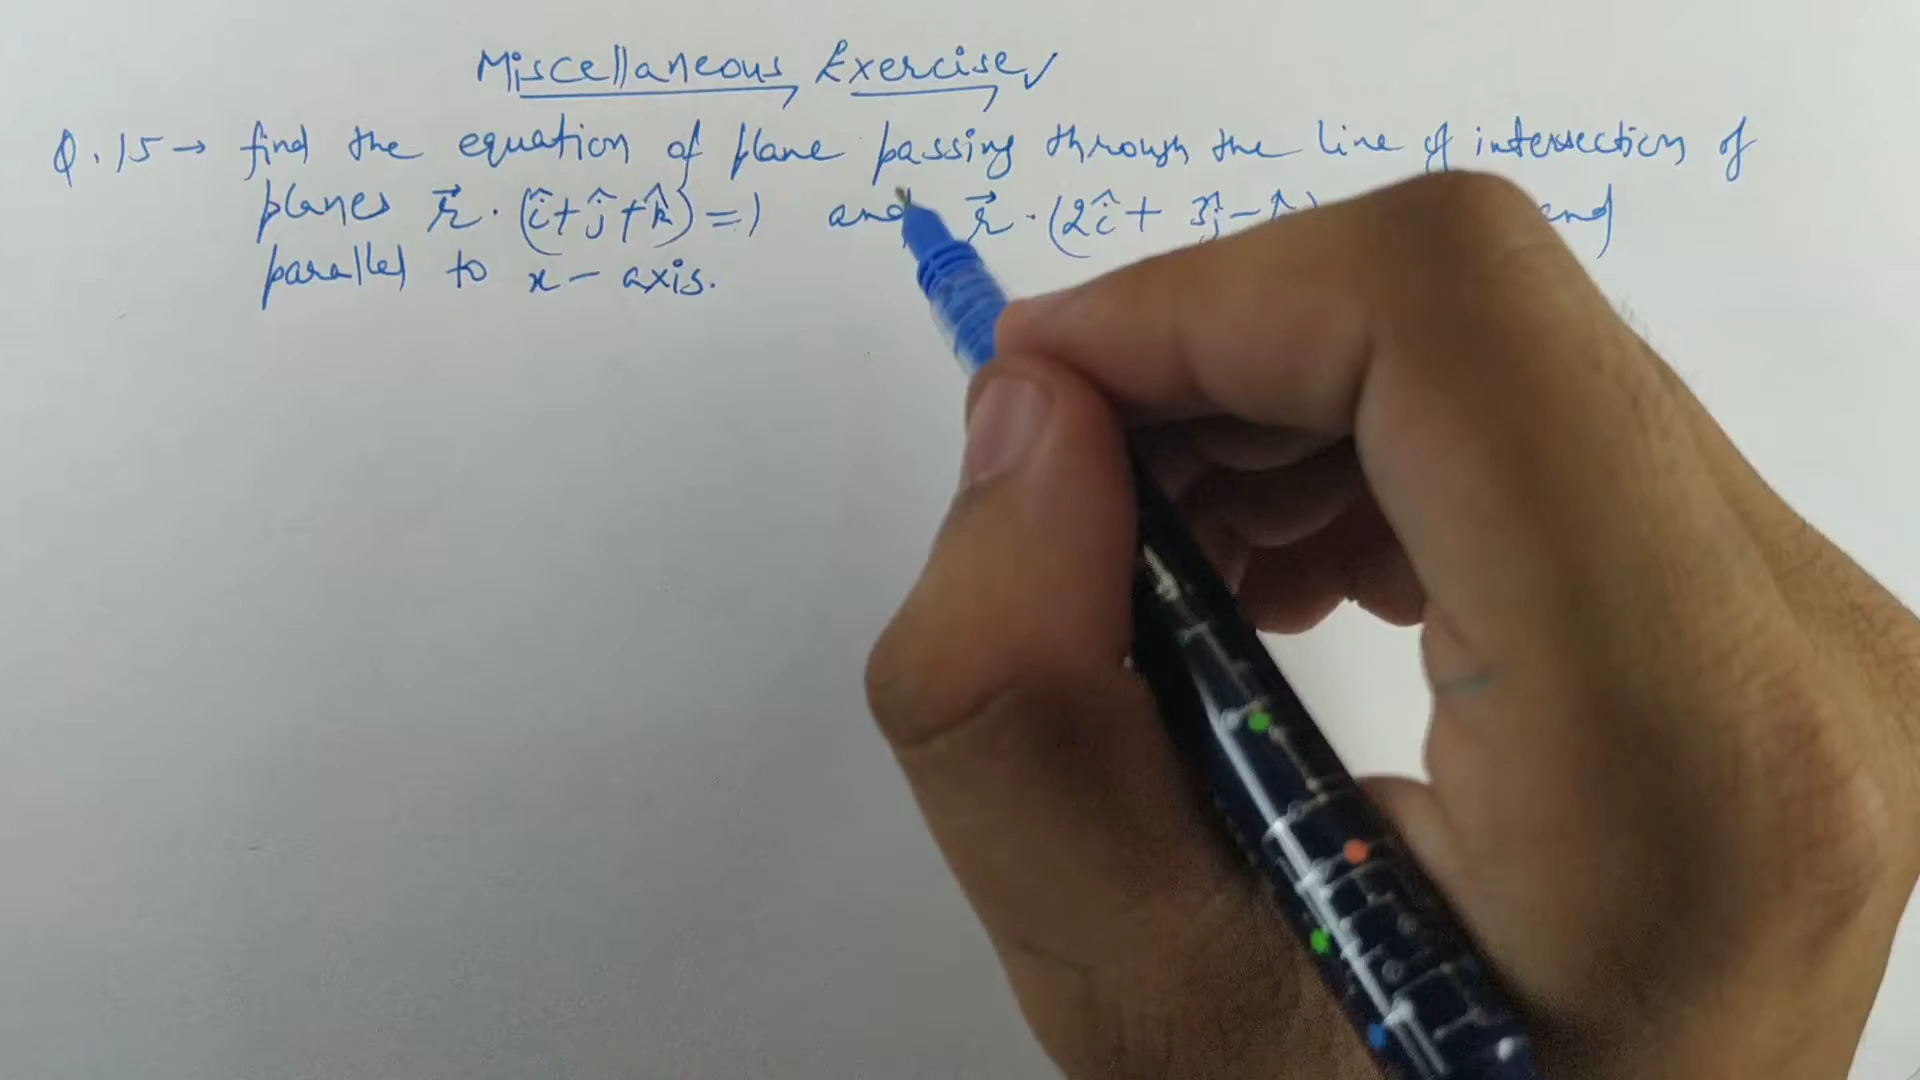 Miscellaneous Exercise
Q.15 → find the equation of plane passing through the line of intersection of
planes r⃗ · (î + ĵ + k̂) = 1 and r⃗ · (2î + 3ĵ - and
parallel to x - axis.